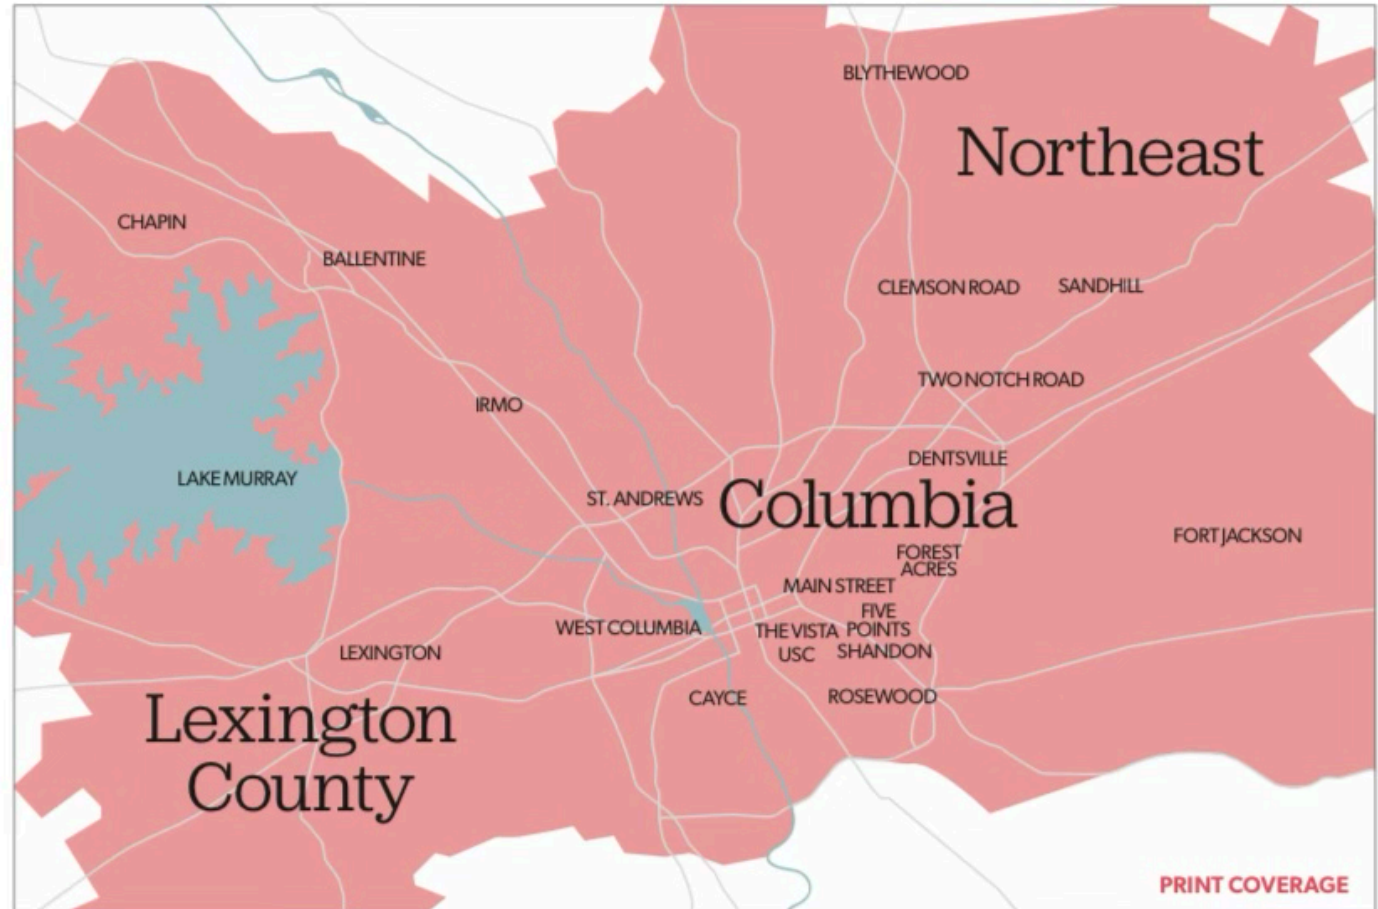 BLYTHEWOOD
Northeast
CHAPIN
BALLENTINE
CLEMSON ROAD
SANDHILL
TWO NOTCH ROAD
IRMO
DENTSVILLE
LAKE MURRAY
ST. ANDREWS
Columbia
FORT JACKSON
FOREST
ACRES
MAIN STREET
FIVE
POINTS
WEST COLUMBIA
THE VISTA
USC
SHANDON
LEXINGTON
CAYCE
ROSEWOOD
Lexington
County
PRINT COVERAGE